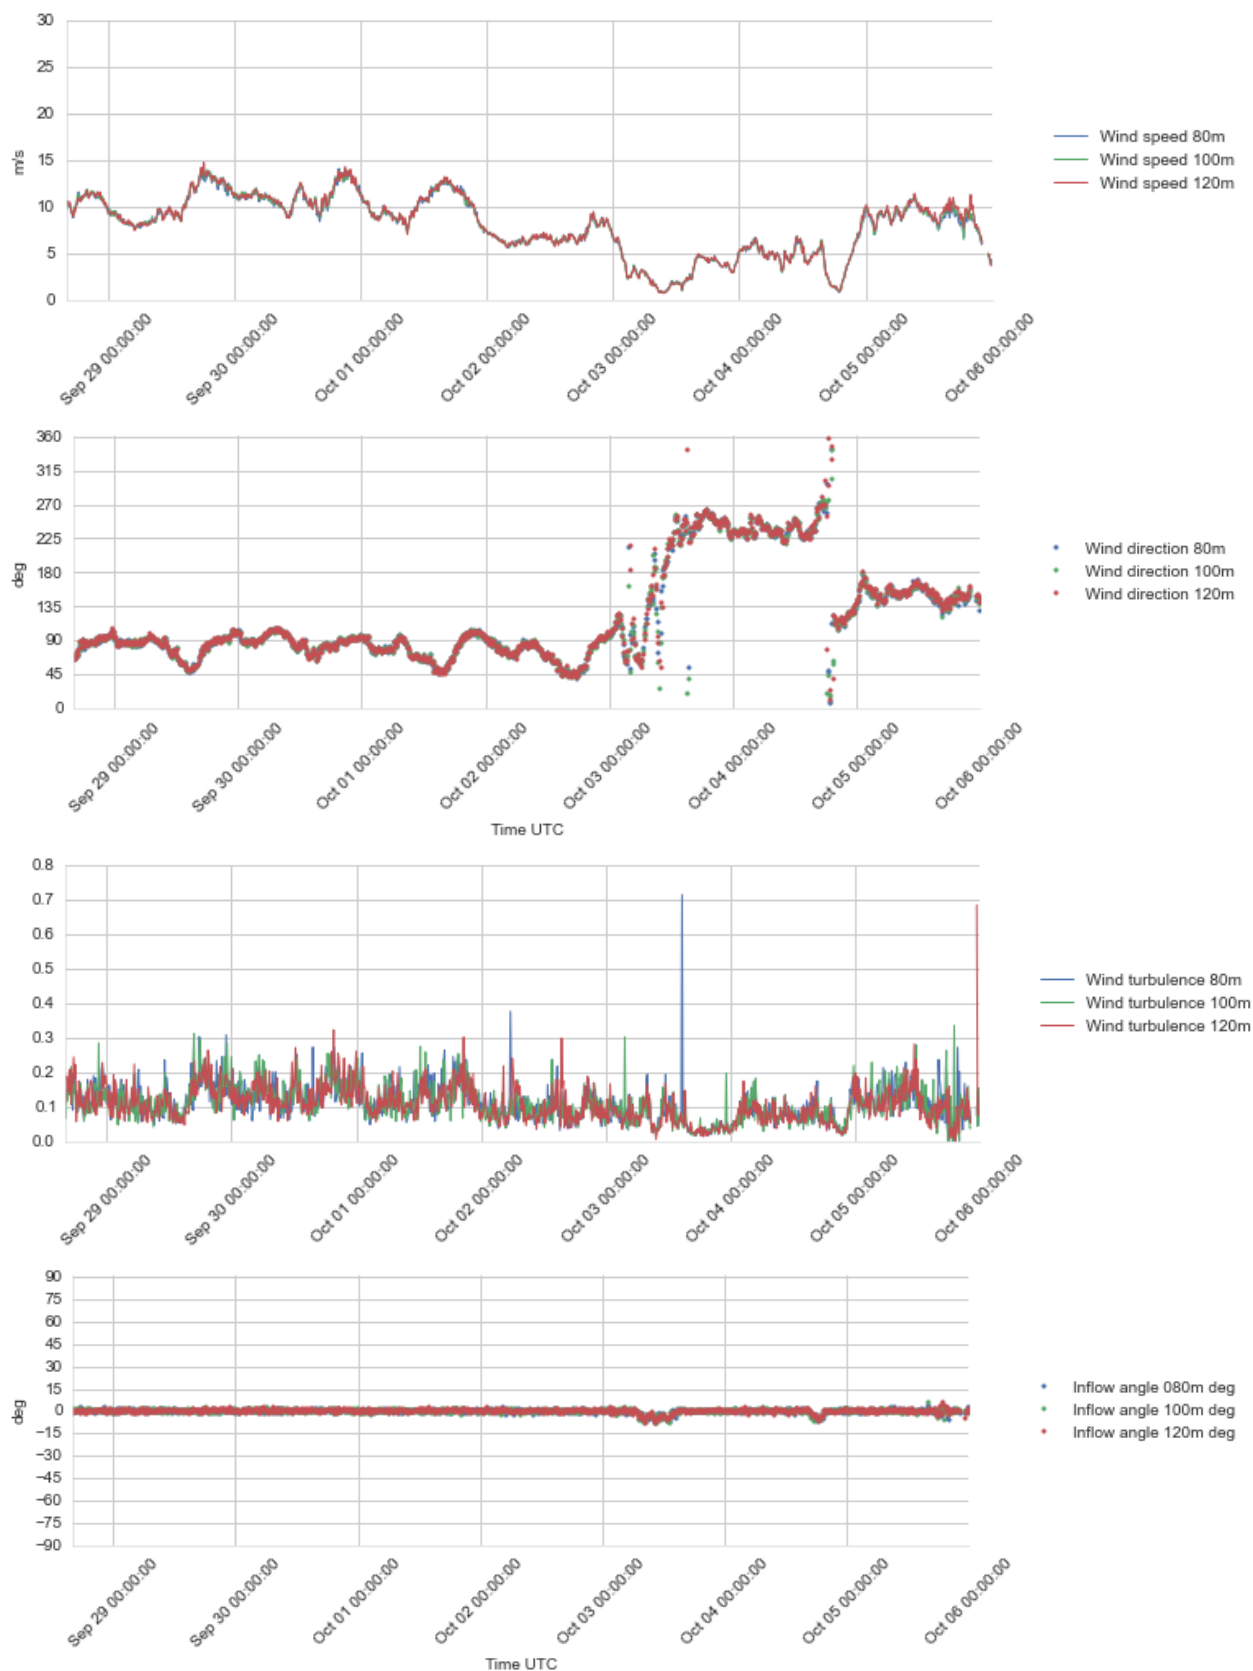 30
25
20
15
10
5
0
m/s
Sep 29 00:00:00
Sep 30 00:00:00
Oct 01 00:00:00
Oct 02 00:00:00
Oct 03 00:00:00
Oct 04 00:00:00
Oct 05 00:00:00
Oct 06 00:00:00
Wind speed 80m
Wind speed 100m
Wind speed 120m
360
315
270
225
180
135
90
45
0
deg
Sep 29 00:00:00
Sep 30 00:00:00
Oct 01 00:00:00
Oct 02 00:00:00
Oct 03 00:00:00
Oct 04 00:00:00
Oct 05 00:00:00
Oct 06 00:00:00
Time UTC
Wind direction 80m
Wind direction 100m
Wind direction 120m
0.8
0.7
0.6
0.5
0.4
0.3
0.2
0.1
0.0
Sep 29 00:00:00
Sep 30 00:00:00
Oct 01 00:00:00
Oct 02 00:00:00
Oct 03 00:00:00
Oct 04 00:00:00
Oct 05 00:00:00
Oct 06 00:00:00
Wind turbulence 80m
Wind turbulence 100m
Wind turbulence 120m
90
75
60
45
30
15
0
−15
−30
−45
−60
−75
−90
deg
Sep 29 00:00:00
Sep 30 00:00:00
Oct 01 00:00:00
Oct 02 00:00:00
Oct 03 00:00:00
Oct 04 00:00:00
Oct 05 00:00:00
Oct 06 00:00:00
Time UTC
Inflow angle 080m deg
Inflow angle 100m deg
Inflow angle 120m deg